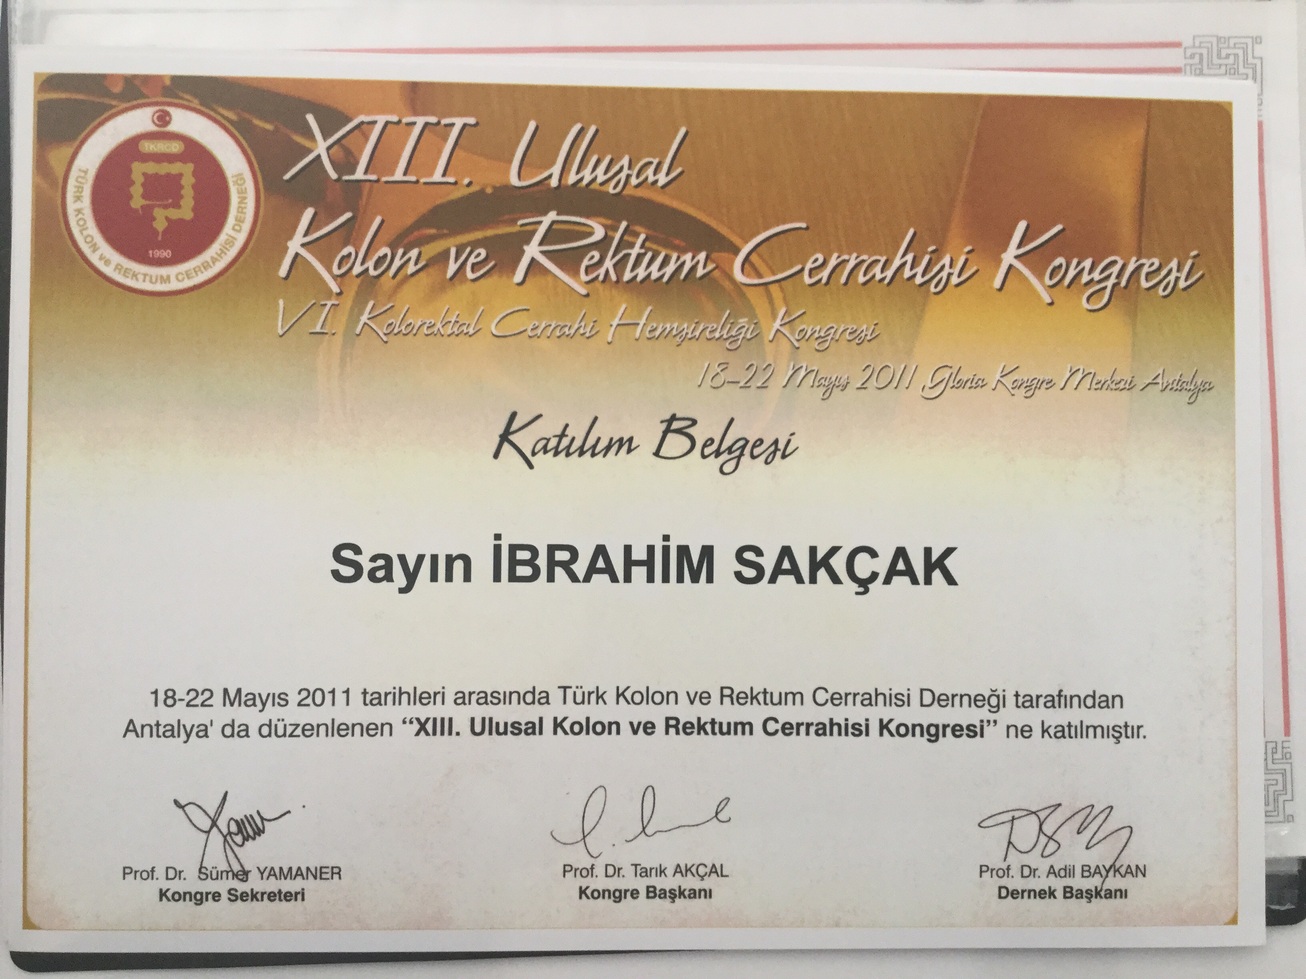 TKRCD
TÜRK KOLON ve REKTUM CERRAHİSİ DERNEĞİ
1990
XIII. Ulusal
Kolon ve Rektum Cerrahisi Kongresi
VI. Kolorektal Cerrahi Hemşireliği Kongresi
18-22 Mayıs 2011 Gloria Kongre Merkezi Antalya
Katılım Belgesi
Sayın İBRAHİM SAKÇAK
18-22 Mayıs 2011 tarihleri arasında Türk Kolon ve Rektum Cerrahisi Derneği tarafından
Antalya' da düzenlenen “XIII. Ulusal Kolon ve Rektum Cerrahisi Kongresi” ne katılmıştır.
Prof. Dr. Sümer YAMANER
Kongre Sekreteri
Prof. Dr. Tarık AKÇAL
Kongre Başkanı
Prof. Dr. Adil BAYKAN
Dernek Başkanı